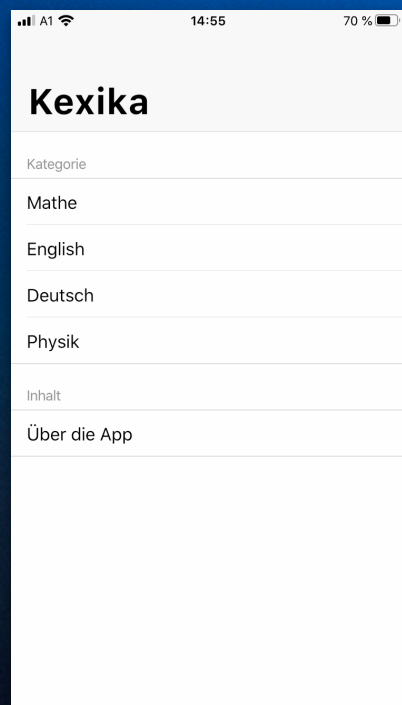 A1 14:55 70 %
Kexika
Kategorie
Mathe
English
Deutsch
Physik
Inhalt
Über die App